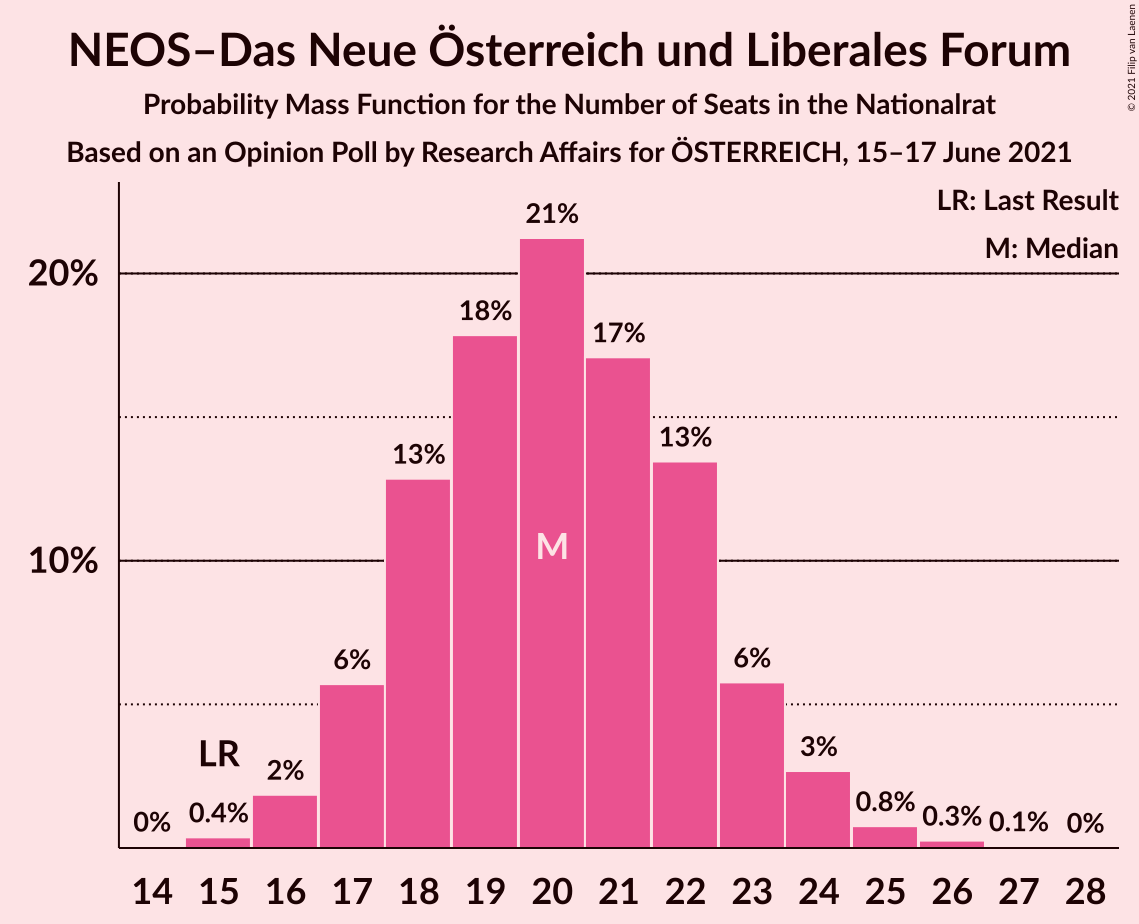 NEOS–Das Neue Österreich und Liberales Forum
Probability Mass Function for the Number of Seats in the Nationalrat
Based on an Opinion Poll by Research Affairs for ÖSTERREICH, 15–17 June 2021
© 2021 Filip van Laenen
LR: Last Result
M: Median
20%
10%
0%
0.4%
2%
6%
13%
18%
21%
17%
13%
6%
3%
0.8%
0.3%
0.1%
0%
LR
M
14 15 16 17 18 19 20 21 22 23 24 25 26 27 28